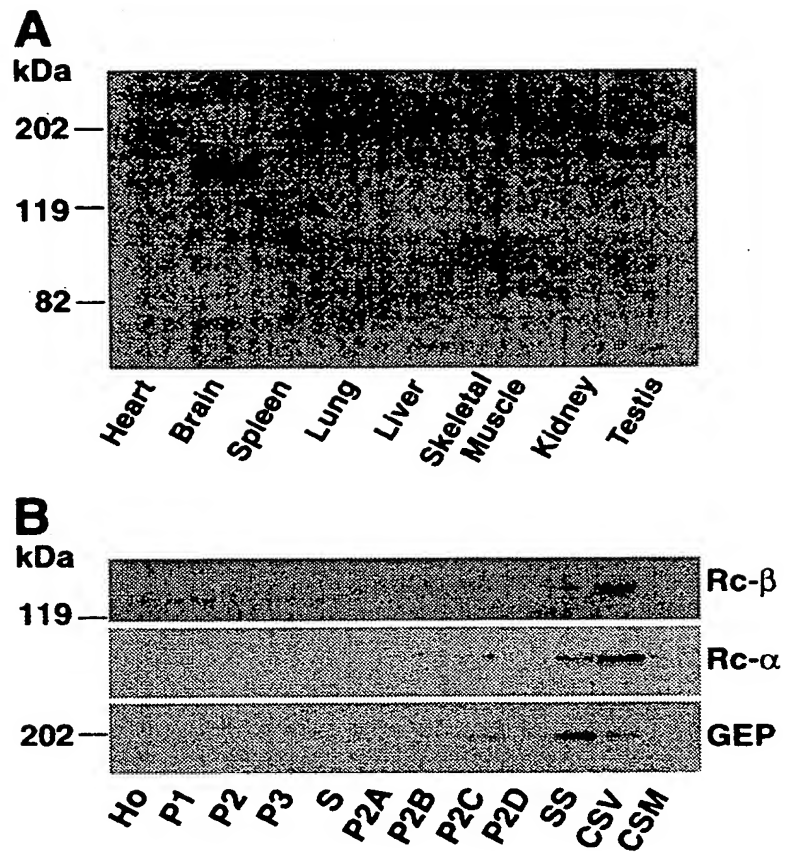 A
kDa
202
119
82
Heart
Brain
Spleen
Lung
Liver
Skeletal
Muscle
Kidney
Testis
B
kDa
Rc-β
119
Rc-α
202
GEP
Ho
P1
P2
P3
S
P2A
P2B
P2C
P2D
SS
CSV
CSM